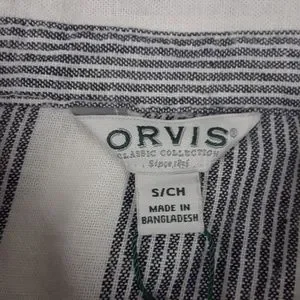 ORVIS®
CLASSIC COLLECTION
Since 1856
S/CH
MADE IN
BANGLADESH